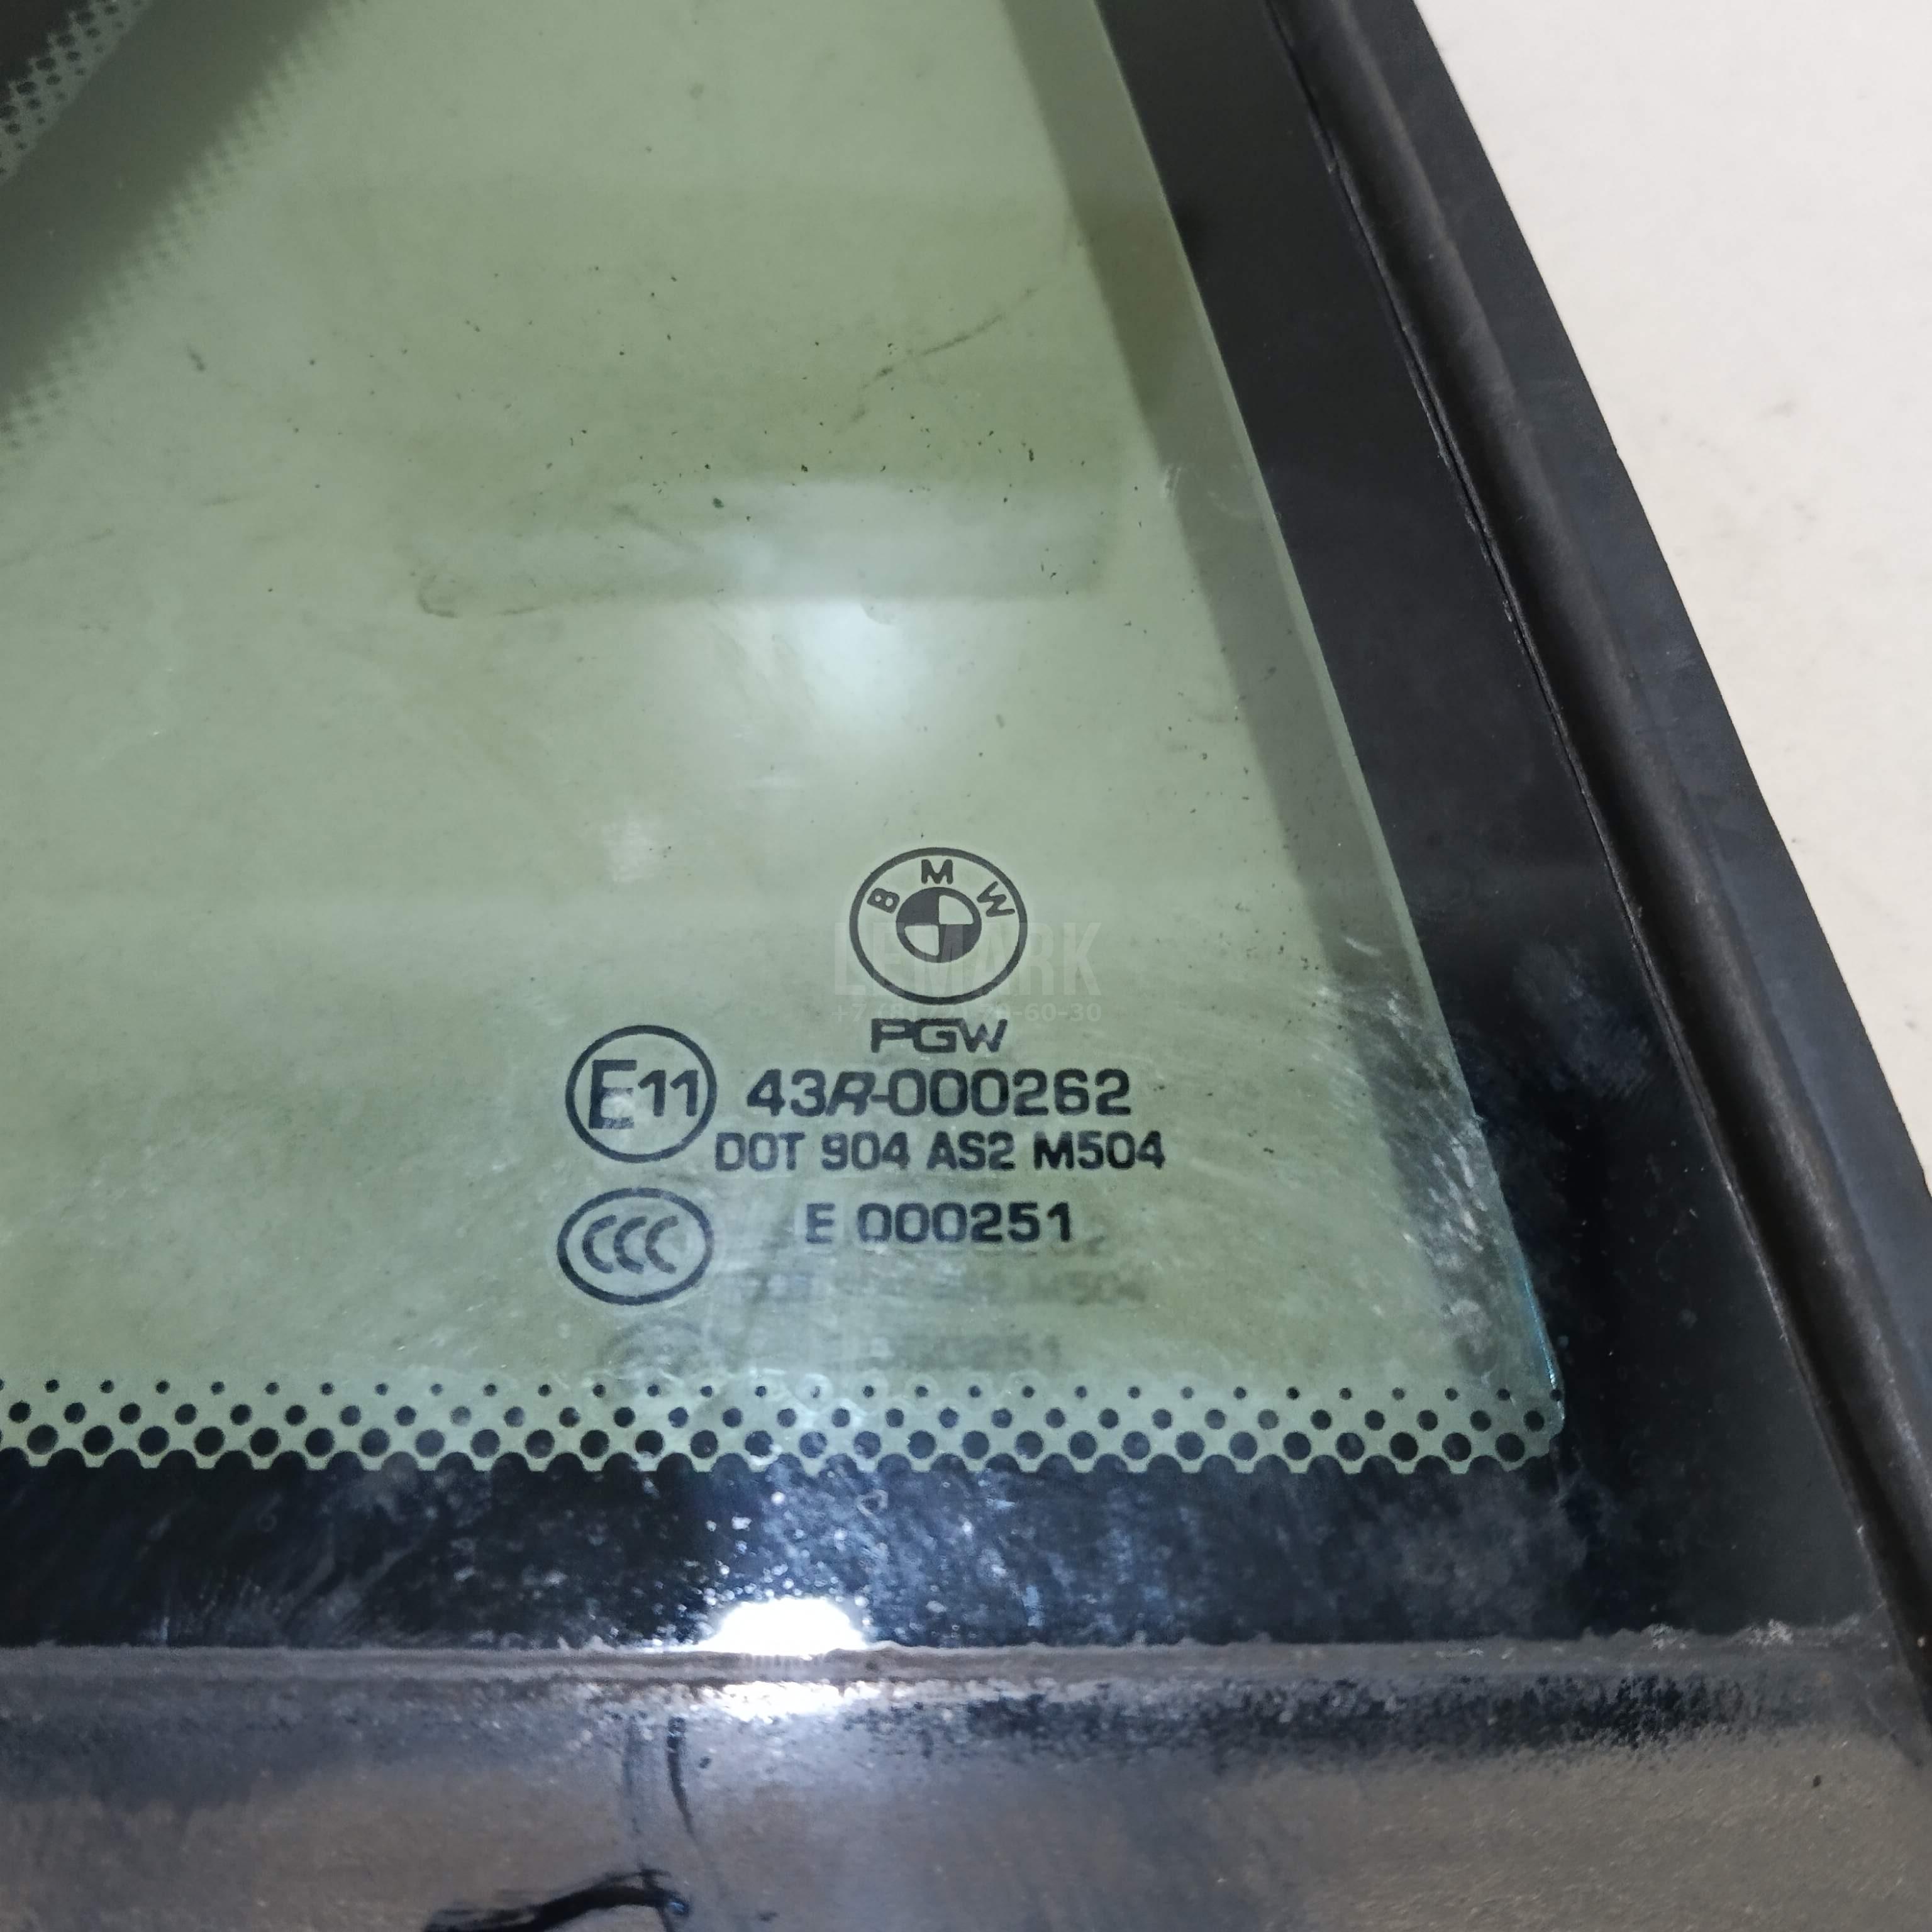 BMW
LEMARK
PGW
E11 43R-000262
DOT 904 AS2 M504
CCC E 000251